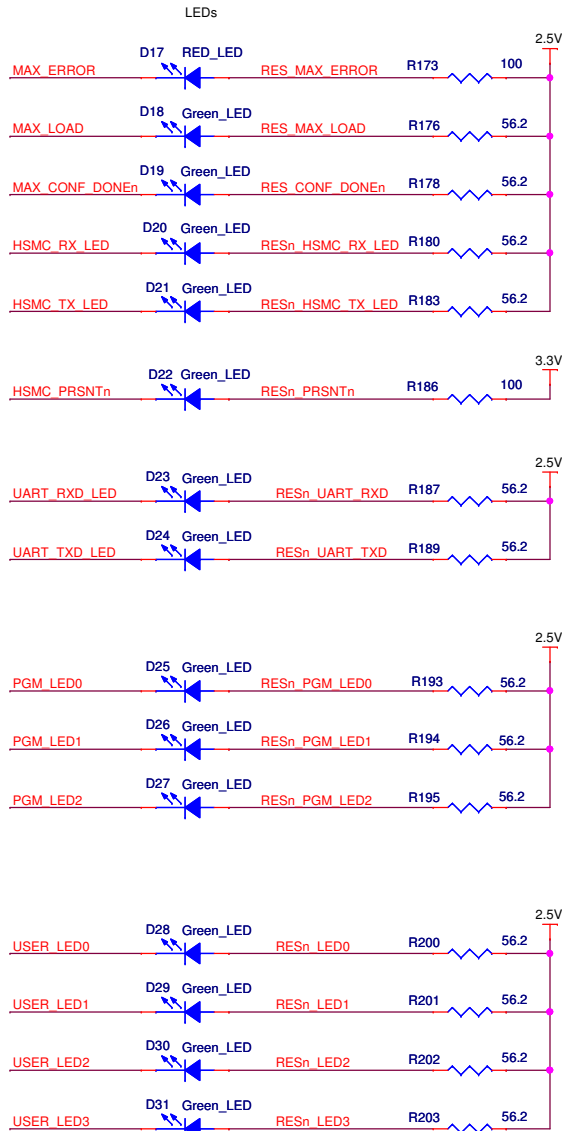 LEDs
2.5V
D17 RED_LED
MAX_ERROR RES_MAX_ERROR R173 100
D18 Green_LED
MAX_LOAD RES_MAX_LOAD R176 56.2
D19 Green_LED
MAX_CONF_DONEn RES_CONF_DONEn R178 56.2
D20 Green_LED
HSMC_RX_LED RESn_HSMC_RX_LED R180 56.2
D21 Green_LED
HSMC_TX_LED RESn_HSMC_TX_LED R183 56.2
3.3V
D22 Green_LED
HSMC_PRSNTn RESn_PRSNTn R186 100
2.5V
D23 Green_LED
UART_RXD_LED RESn_UART_RXD R187 56.2
D24 Green_LED
UART_TXD_LED RESn_UART_TXD R189 56.2
2.5V
D25 Green_LED
PGM_LED0 RESn_PGM_LED0 R193 56.2
D26 Green_LED
PGM_LED1 RESn_PGM_LED1 R194 56.2
D27 Green_LED
PGM_LED2 RESn_PGM_LED2 R195 56.2
2.5V
D28 Green_LED
USER_LED0 RESn_LED0 R200 56.2
D29 Green_LED
USER_LED1 RESn_LED1 R201 56.2
D30 Green_LED
USER_LED2 RESn_LED2 R202 56.2
D31 Green_LED
USER_LED3 RESn_LED3 R203 56.2